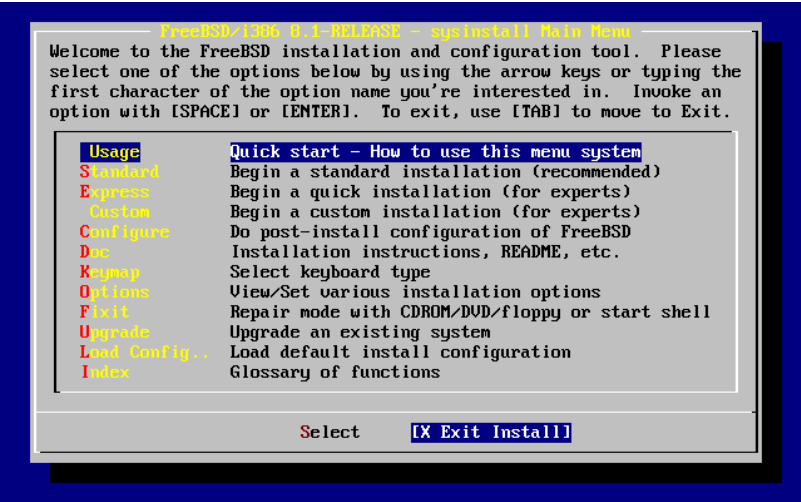 FreeBSD/i386 8.1-RELEASE - sysinstall Main Menu
Welcome to the FreeBSD installation and configuration tool.  Please
select one of the options below by using the arrow keys or typing the
first character of the option name you're interested in.  Invoke an
option with [SPACE] or [ENTER].  To exit, use [TAB] to move to Exit.
Usage Quick start - How to use this menu system
Standard Begin a standard installation (recommended)
Express Begin a quick installation (for experts)
Custom Begin a custom installation (for experts)
Configure Do post-install configuration of FreeBSD
Doc Installation instructions, README, etc.
Keymap Select keyboard type
Options View/Set various installation options
Fixit Repair mode with CDROM/DVD/floppy or start shell
Upgrade Upgrade an existing system
Load Config.. Load default install configuration
Index Glossary of functions
Select [X Exit Install]